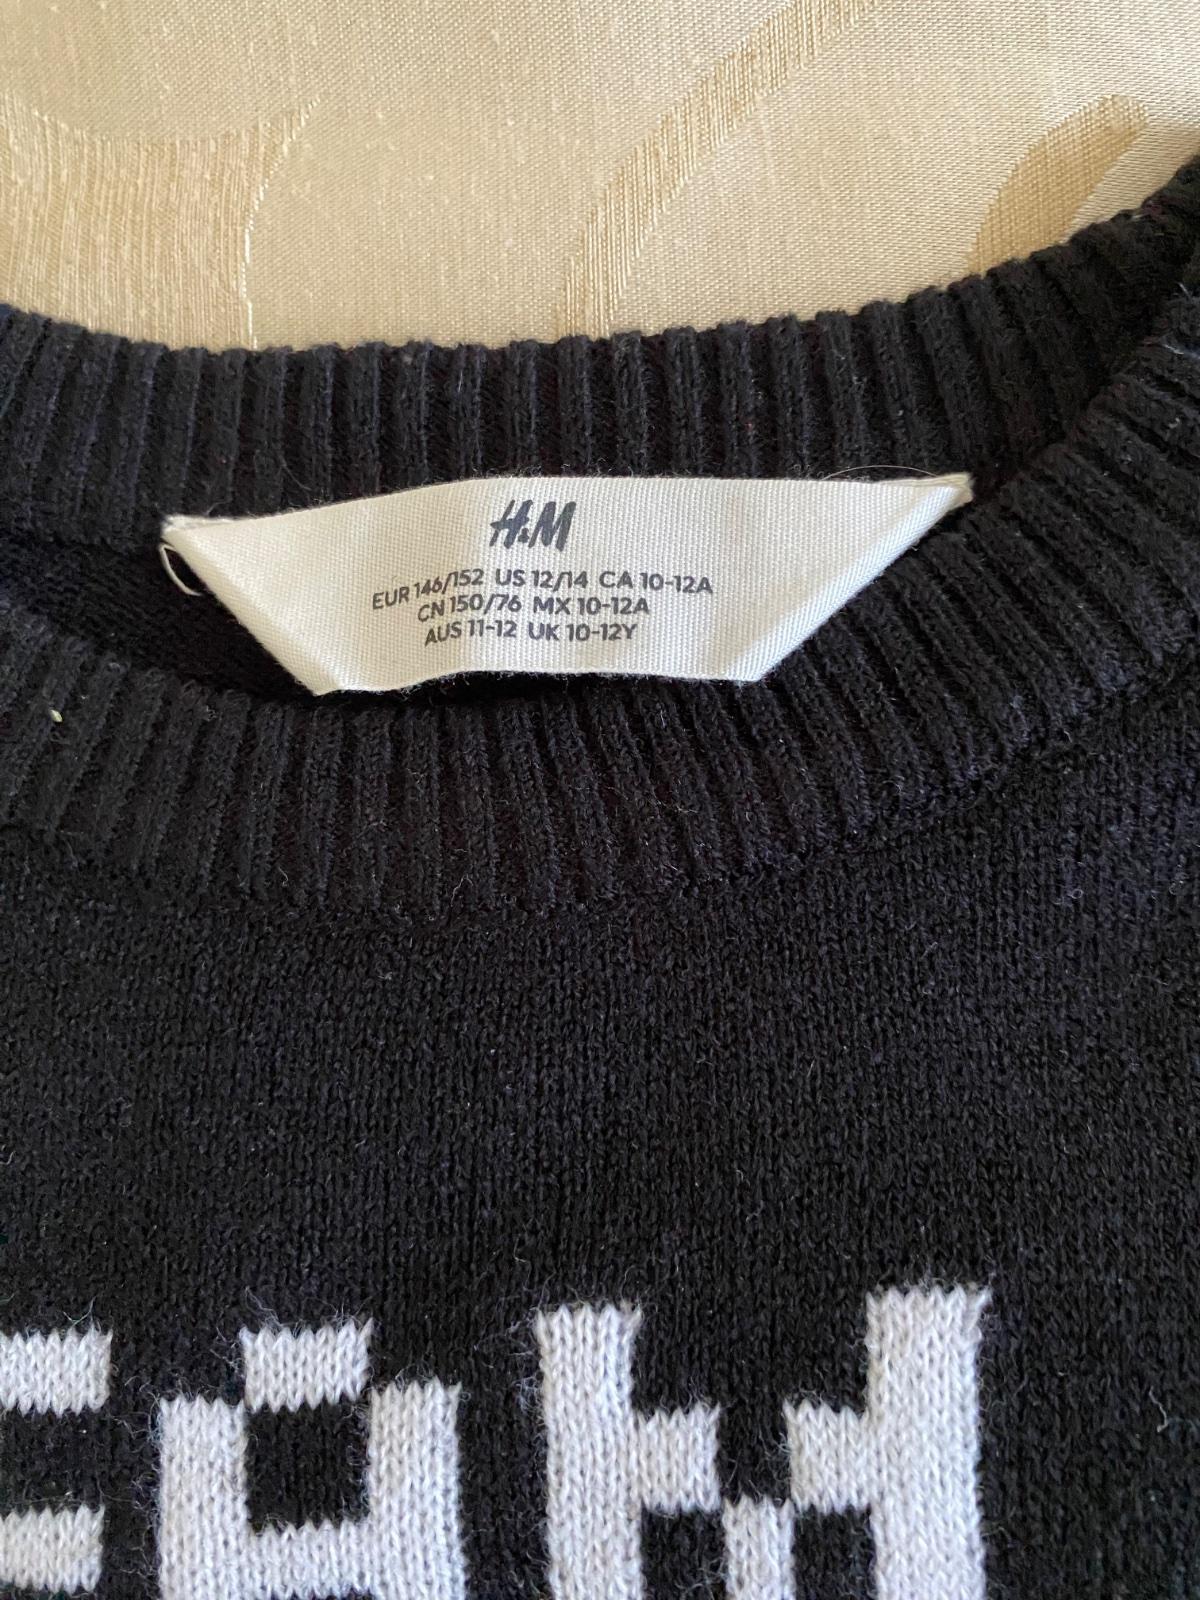 H&M
EUR 146/152 US 12/14 CA 10-12A
CN 150/76 MX 10-12A
AUS 11-12 UK 10-12Y
EAM